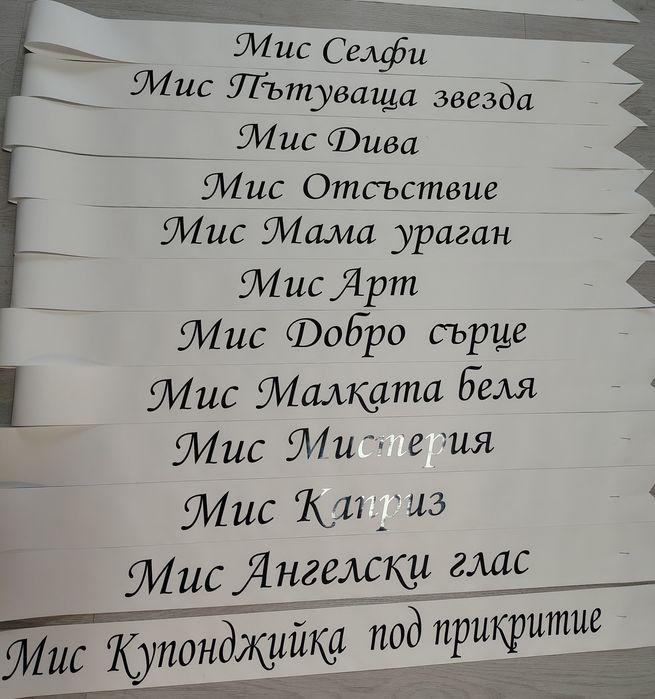 Мис Селфи
Мис Пътуваща звезда
Мис Дива
Мис Отсъствие
Мис Мама ураган
Мис Арт
Мис Добро сърце
Мис Малката беля
Мис Мистерия
Мис Каприз
Мис Ангелски глас
Мис Купонджийка под прикритие